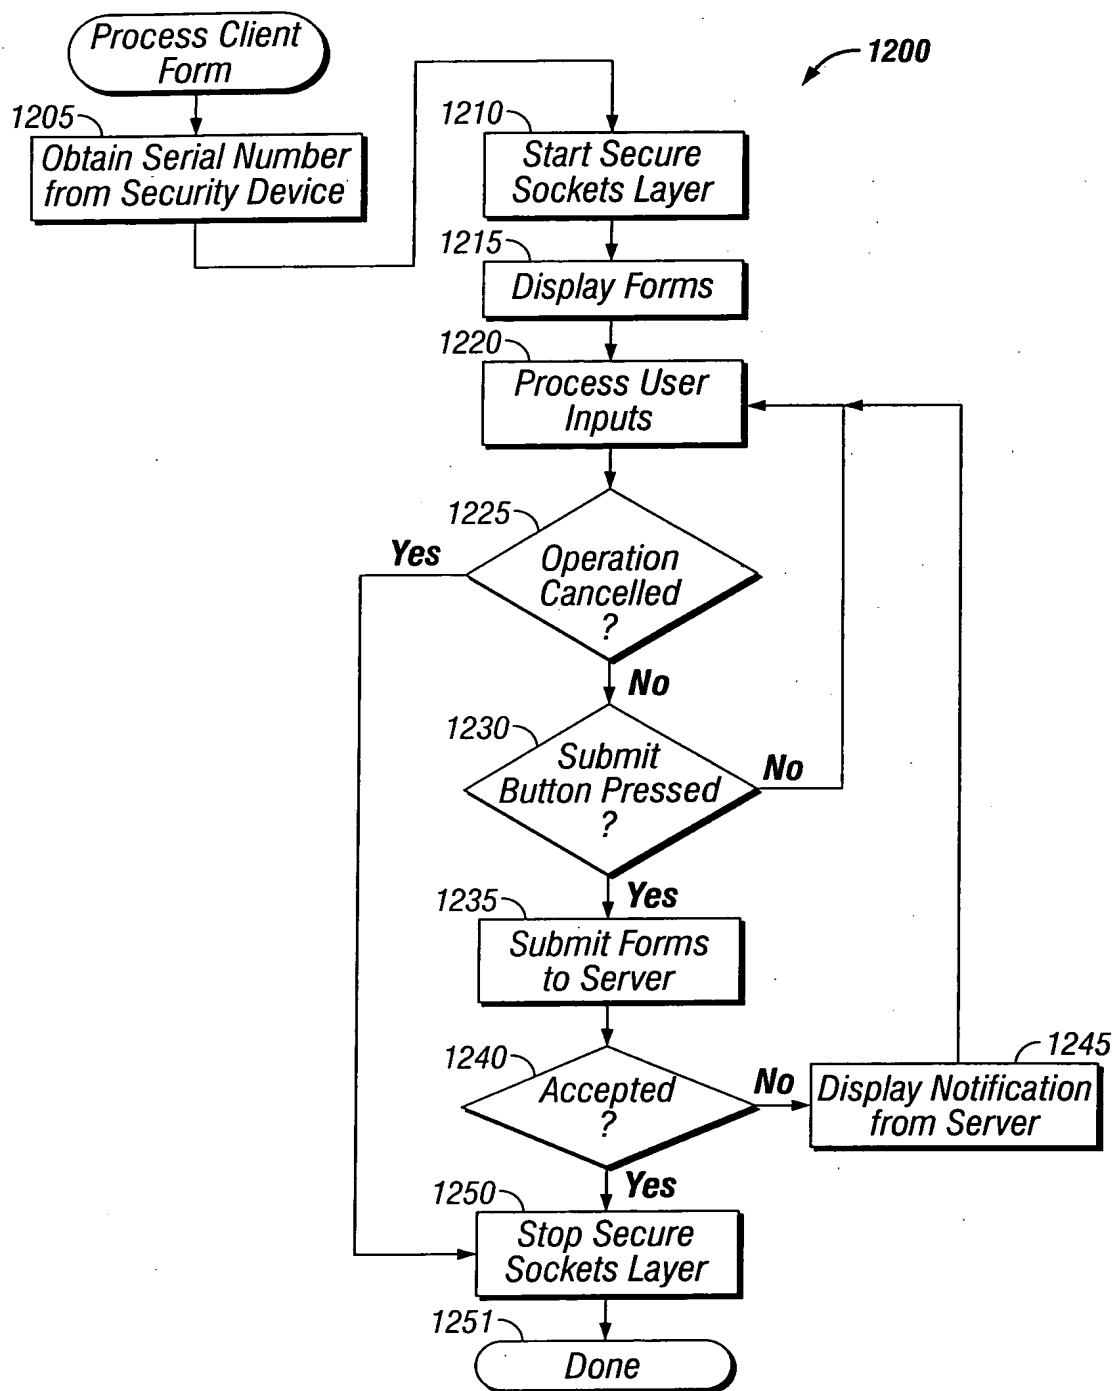 Process Client
Form
1200
1205
Obtain Serial Number
from Security Device
1210
Start Secure
Sockets Layer
1215
Display Forms
1220
Process User
Inputs
1225
Yes
Operation
Cancelled
?
No
1230
Submit
Button Pressed
?
No
Yes
1235
Submit Forms
to Server
1240
Accepted
?
No
1245
Display Notification
from Server
Yes
1250
Stop Secure
Sockets Layer
1251
Done